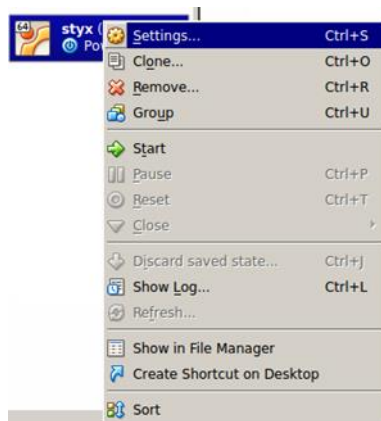 64
styx (
Po
Settings... Ctrl+S
Clone... Ctrl+O
Remove... Ctrl+R
Group Ctrl+U
Start
Pause Ctrl+P
Reset Ctrl+T
Close
Discard saved state... Ctrl+J
Show Log... Ctrl+L
Refresh...
Show in File Manager
Create Shortcut on Desktop
Sort